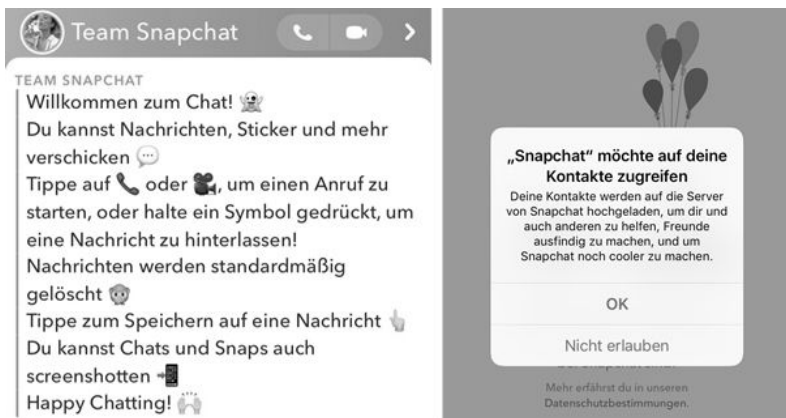 Team Snapchat
TEAM SNAPCHAT
Willkommen zum Chat! 👻
Du kannst Nachrichten, Sticker und mehr
verschicken 💬
Tippe auf 📞 oder 🎥, um einen Anruf zu
starten, oder halte ein Symbol gedrückt, um
eine Nachricht zu hinterlassen!
Nachrichten werden standardmäßig
gelöscht 🙊
Tippe zum Speichern auf eine Nachricht 👆
Du kannst Chats und Snaps auch
screenshotten 📲
Happy Chatting! 🙌
„Snapchat“ möchte auf deine
Kontakte zugreifen
Deine Kontakte werden auf die Server
von Snapchat hochgeladen, um dir und
auch anderen zu helfen, Freunde
ausfindig zu machen, und um
Snapchat noch cooler zu machen.
OK
Nicht erlauben
Mehr erfährst du in unseren
Datenschutzbestimmungen.